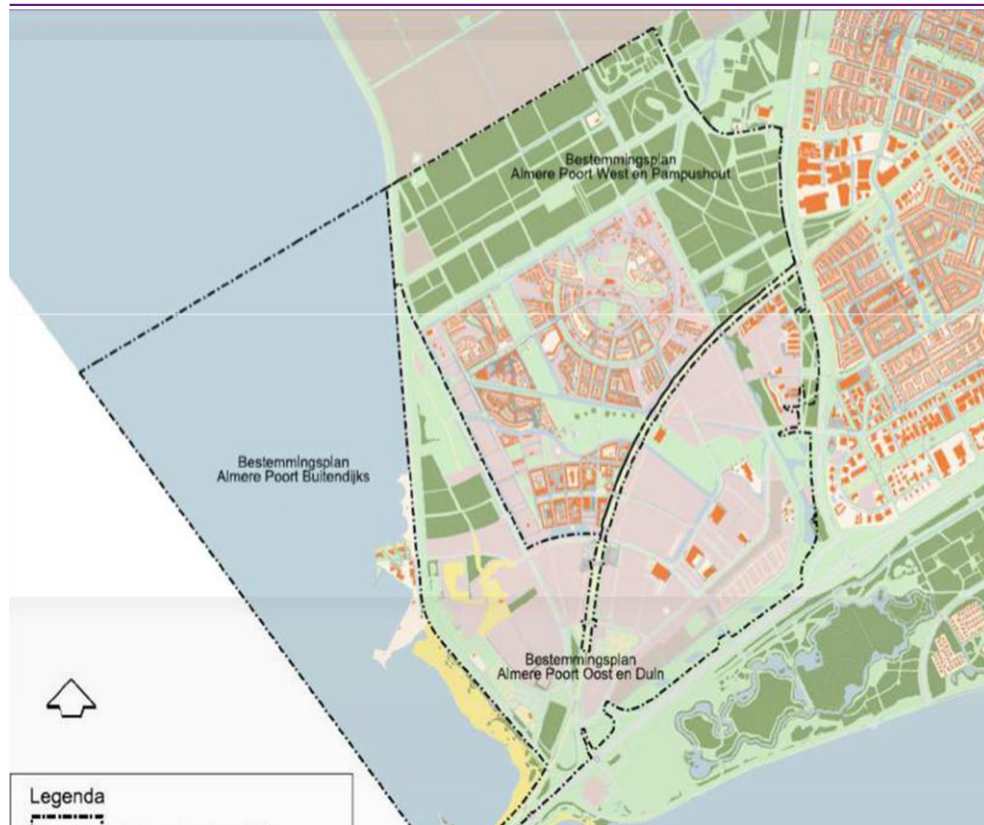 Bestemmingsplan
Almere Poort West en Pampushout
Bestemmingsplan
Almere Poort Buitendijks
Bestemmingsplan
Almere Poort Oost en Duin
Legenda